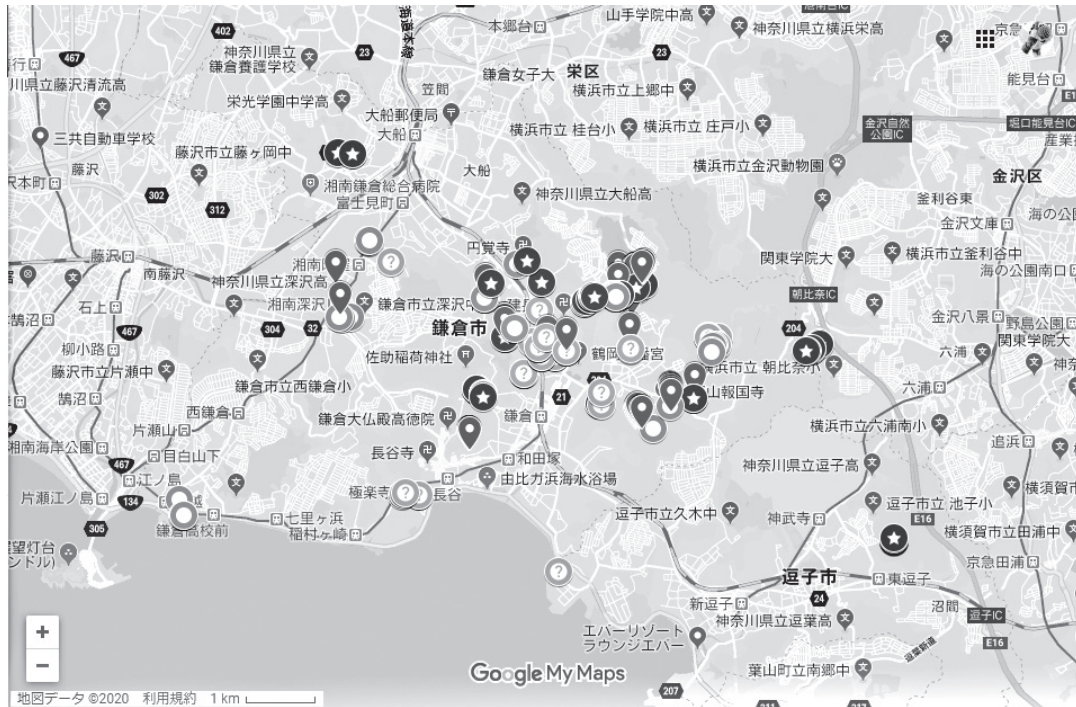 本郷台
山手学院中高
港南台IC
神奈川県立横浜栄高
402
467
神奈川県立
鎌倉養護学校
23
海道本線
23
笠間
鎌倉女子大
栄区
横浜市立上郷中
能見台
川県立藤沢清流高
栄光学園中学高
大船郵便局
大船
横浜市立 桂台小
横浜市立 庄戸小
金沢自然
公園IC
堀口能見台IC
三共自動車学校
藤沢市立藤ヶ岡中
藤沢
大船
横浜市立金沢動物園
金沢区
302
312
湘南鎌倉総合病院
富士見町
神奈川県立大船高
釜利谷東
金沢文庫
藤沢
南藤沢
円覚寺
関東学院大
横浜市立釜利谷中
海の公園南口
神奈川県立深沢高
湘南深沢
石上
467
304
32
鎌倉市立深沢中
鎌倉市
朝比奈IC
204
金沢八景
野島公園
関東学院大
柳小路
藤沢市立片瀬中
鵠沼
佐助稲荷神社
横浜市立 朝比奈小
六浦
六浦
鎌倉市立西鎌倉小
西鎌倉
21
報国寺
片瀬山
鎌倉大仏殿高徳院
鎌倉
横浜市立六浦南小
湘南海岸公園
目白山下
467
長谷寺
和田塚
追浜
江ノ島
134
片瀬江ノ島
極楽寺
長谷
由比ガ浜海水浴場
神奈川県立逗子高
305
鎌倉高校前
七里ヶ浜
稲村ヶ崎
逗子市立久木中
神武寺
逗子市立 池子小
E16
横須賀市立田浦中
京急田浦
逗子市
東逗子
24
新逗子
沼間
逗子IC
E16
神奈川県立逗葉高
エバーリゾート
ラウンジエバー
逗葉新道
葉山町立南郷中
207
+
−
Google My Maps
地図データ ©2020 利用規約 1 km